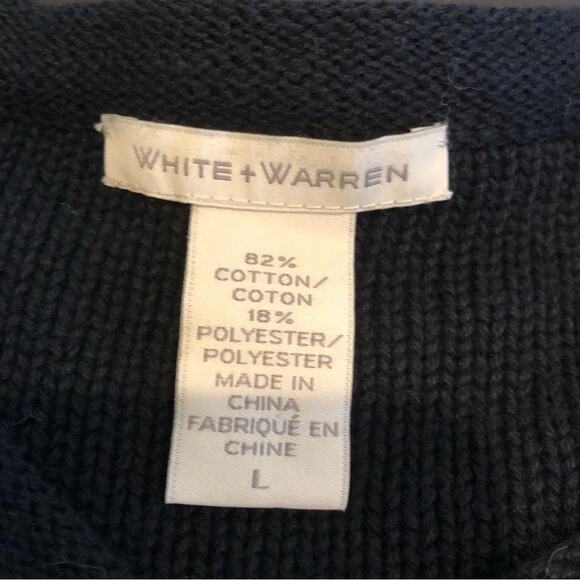 WHITE + WARREN
82%
COTTON/
COTON
18%
POLYESTER/
POLYESTER
MADE IN
CHINA
FABRIQUÉ EN
CHINE
L